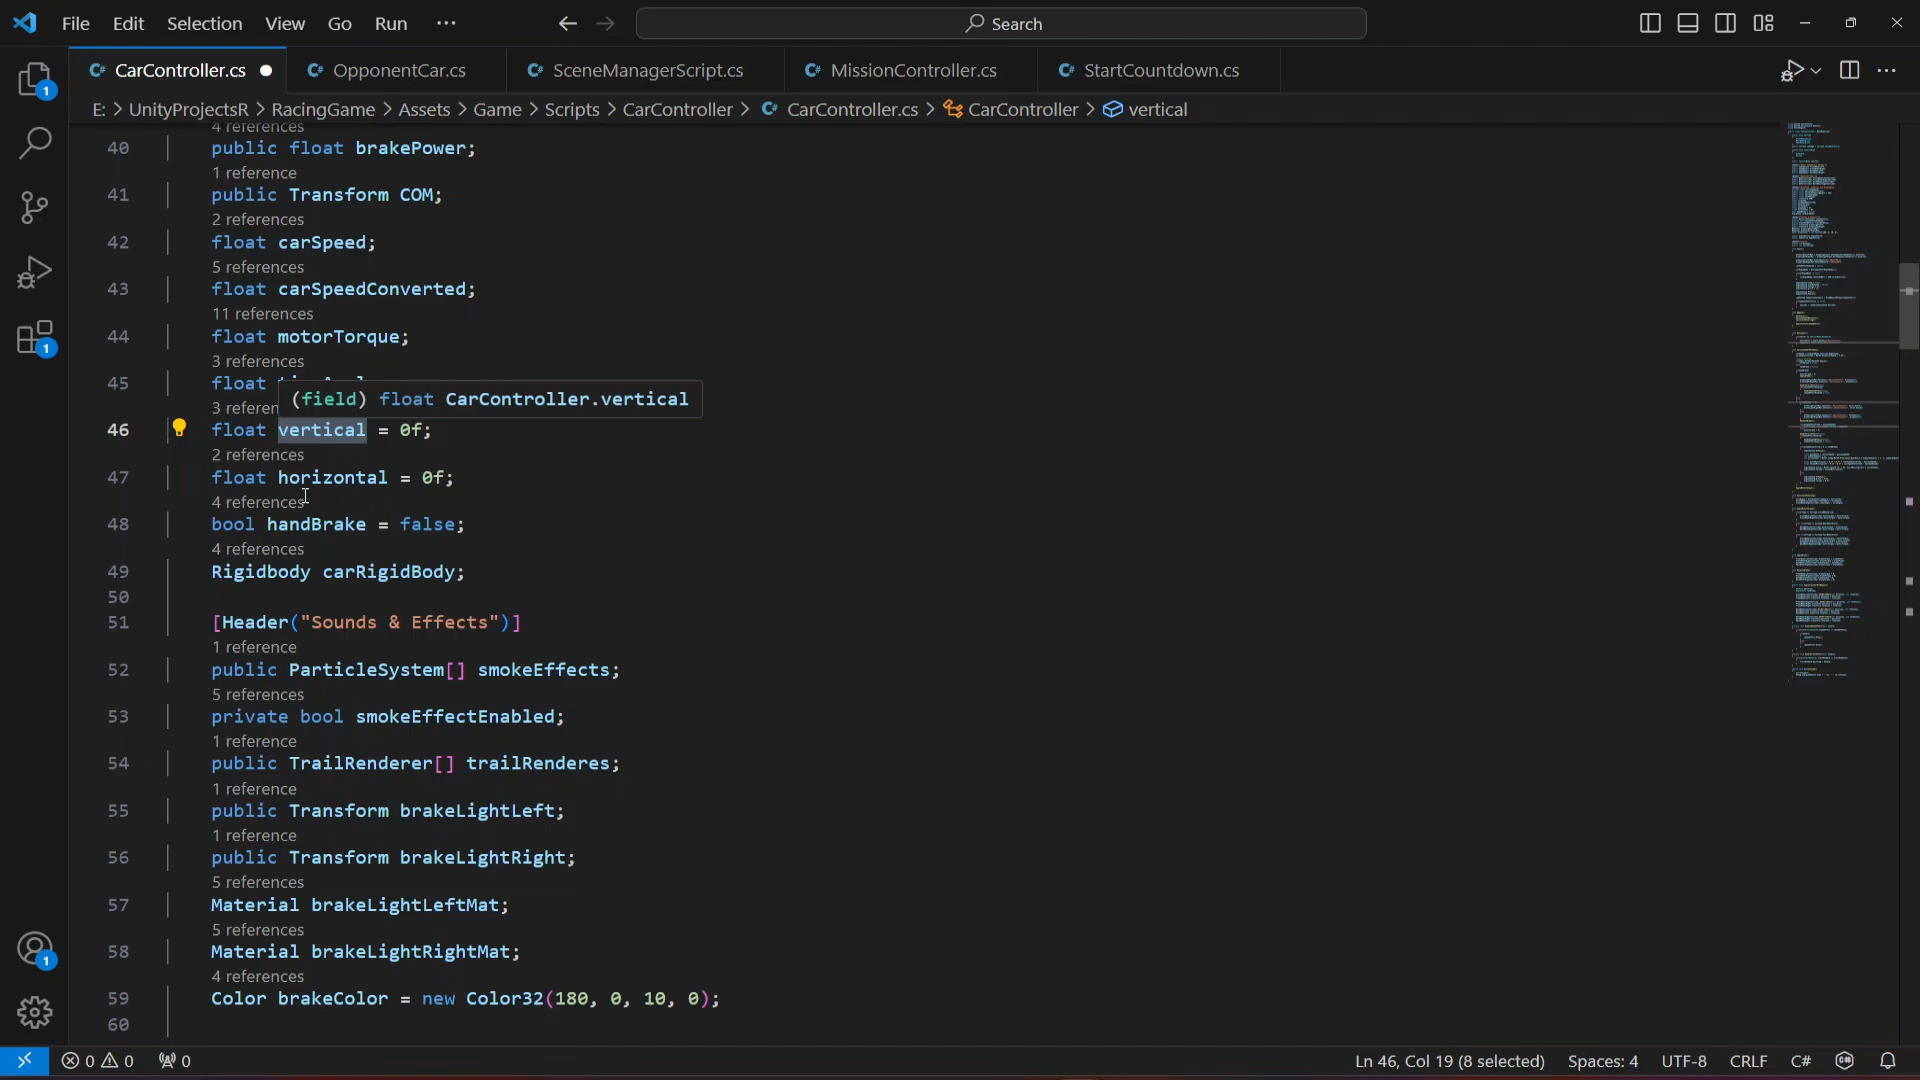 File Edit Selection View Go Run ··· Search
CarController.cs OpponentCar.cs SceneManagerScript.cs MissionController.cs StartCountdown.cs
E: > UnityProjectsR > RacingGame > Assets > Game > Scripts > CarController > CarController.cs > CarController > vertical
4 references
40 public float brakePower;
1 reference
41 public Transform COM;
2 references
42 float carSpeed;
5 references
43 float carSpeedConverted;
11 references
44 float motorTorque;
3 references
45 float
(field) float CarController.vertical
3
46 float vertical = 0f;
2 references
47 float horizontal = 0f;
4 references
48 bool handBrake = false;
4 references
49 Rigidbody carRigidBody;
50
51 [Header("Sounds & Effects")]
1 reference
52 public ParticleSystem[] smokeEffects;
5 references
53 private bool smokeEffectEnabled;
1 reference
54 public TrailRenderer[] trailRenderes;
1 reference
55 public Transform brakeLightLeft;
1 reference
56 public Transform brakeLightRight;
5 references
57 Material brakeLightLeftMat;
5 references
58 Material brakeLightRightMat;
4 references
59 Color brakeColor = new Color32(180, 0, 10, 0);
60
1
1
1
0 0 0 Ln 46, Col 19 (8 selected) Spaces: 4 UTF-8 CRLF C#